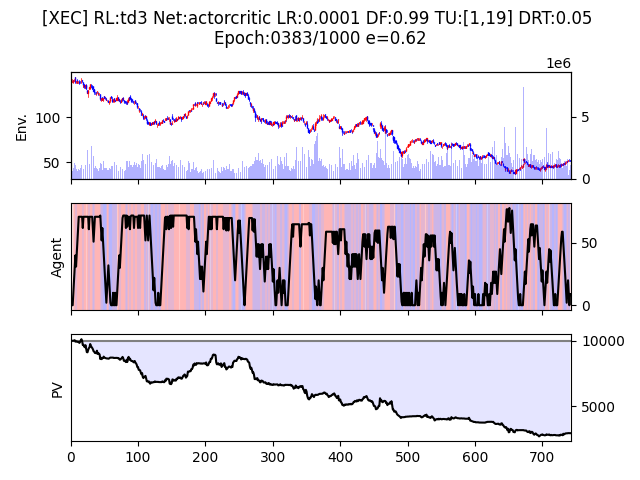 [XEC] RL:td3 Net:actorcritic LR:0.0001 DF:0.99 TU:[1,19] DRT:0.05
Epoch:0383/1000 e=0.62
1e6
Env.
100
50
5
0
Agent
50
0
PV
10000
5000
0 100 200 300 400 500 600 700